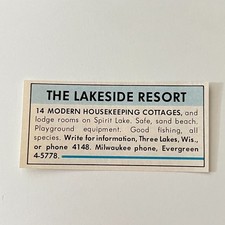 THE LAKESIDE RESORT
14 MODERN HOUSEKEEPING COTTAGES, and
lodge rooms on Spirit Lake. Safe, sand beach.
Playground equipment. Good fishing, all
species. Write for information, Three Lakes, Wis.,
or phone 4148. Milwaukee phone, Evergreen
4-5778.